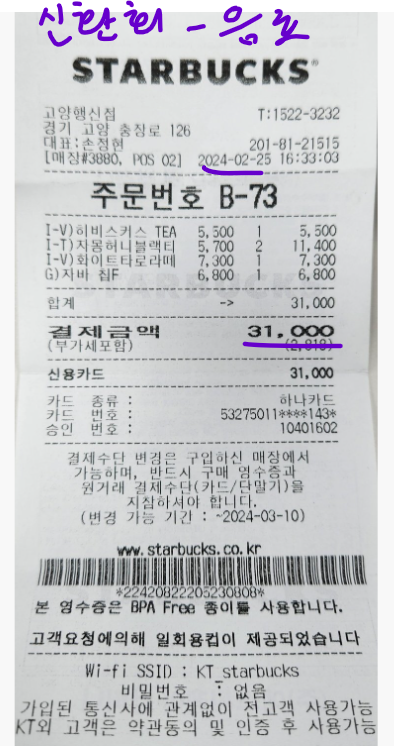 신한회 - 음료
STARBUCKS
고양행신점 T:1522-3232
경기 고양 충장로 126
대표:손정현 201-81-21515
[매장#3880, POS 02] 2024-02-25 16:33:03
주문번호 B-73
I-V)히비스커스 TEA 5,500 1 5,500
I-T)자몽허니블랙티 5,700 2 11,400
I-V)화이트타로라떼 7,300 1 7,300
G)자바 칩F 6,800 1 6,800
합계 -> 31,000
결제금액 31,000
(부가세포함) (2,818)
신용카드 31,000
카드 종류 : 하나카드
카드 번호 : 53275011****143*
승인 번호 : 10401602
결제수단 변경은 구입하신 매장에서
가능하며, 반드시 구매 영수증과
원거래 결제수단(카드/단말기)을
지참하셔야 합니다.
(변경 가능 기간 : ~2024-03-10)
www.starbucks.co.kr
*22420822205230808*
본 영수증은 BPA Free 종이를 사용합니다.
고객요청에의해 일회용컵이 제공되었습니다
Wi-fi SSID : KT_starbucks
비밀번호 : 없음
가입된 통신사에 관계없이 전고객 사용가능
KT외 고객은 약관동의 및 인증 후 사용가능